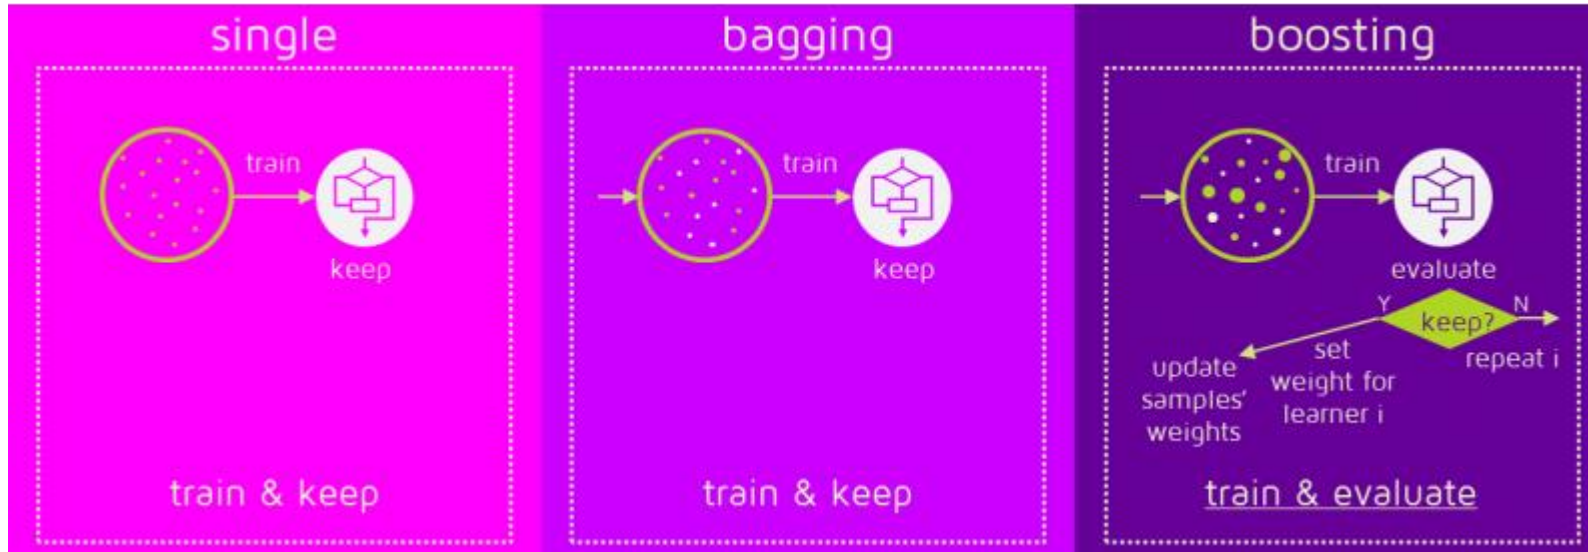 single
train
keep
train & keep
bagging
train
keep
train & keep
boosting
train
evaluate
Y
keep?
N
repeat i
set
weight for
learner i
update
samples'
weights
train & evaluate